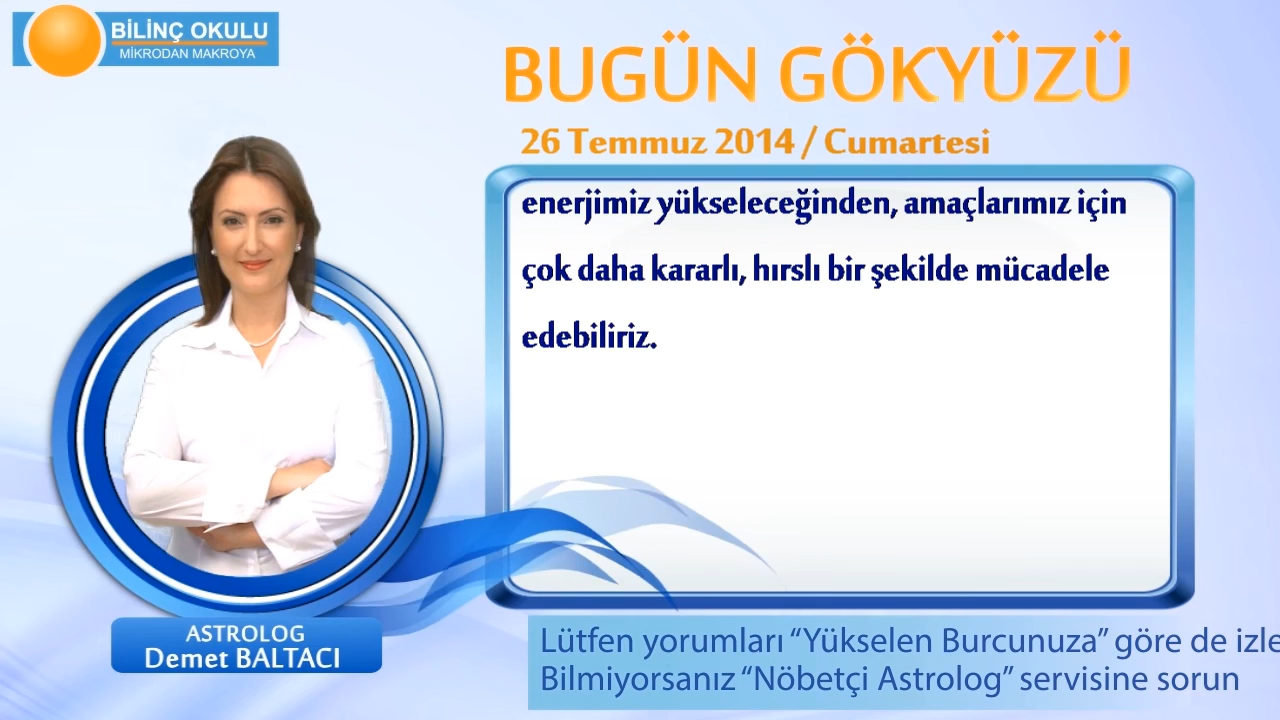 BİLİNÇ OKULU
MİKRODAN MAKROYA
BUGÜN GÖKYÜZÜ
26 Temmuz 2014 / Cumartesi
enerjimiz yükseleceğinden, amaçlarımız için
çok daha kararlı, hırslı bir şekilde mücadele
edebiliriz.
ASTROLOG
Demet BALTACI
Lütfen yorumları “Yükselen Burcunuza” göre de izle
Bilmiyorsanız “Nöbetçi Astrolog” servisine sorun